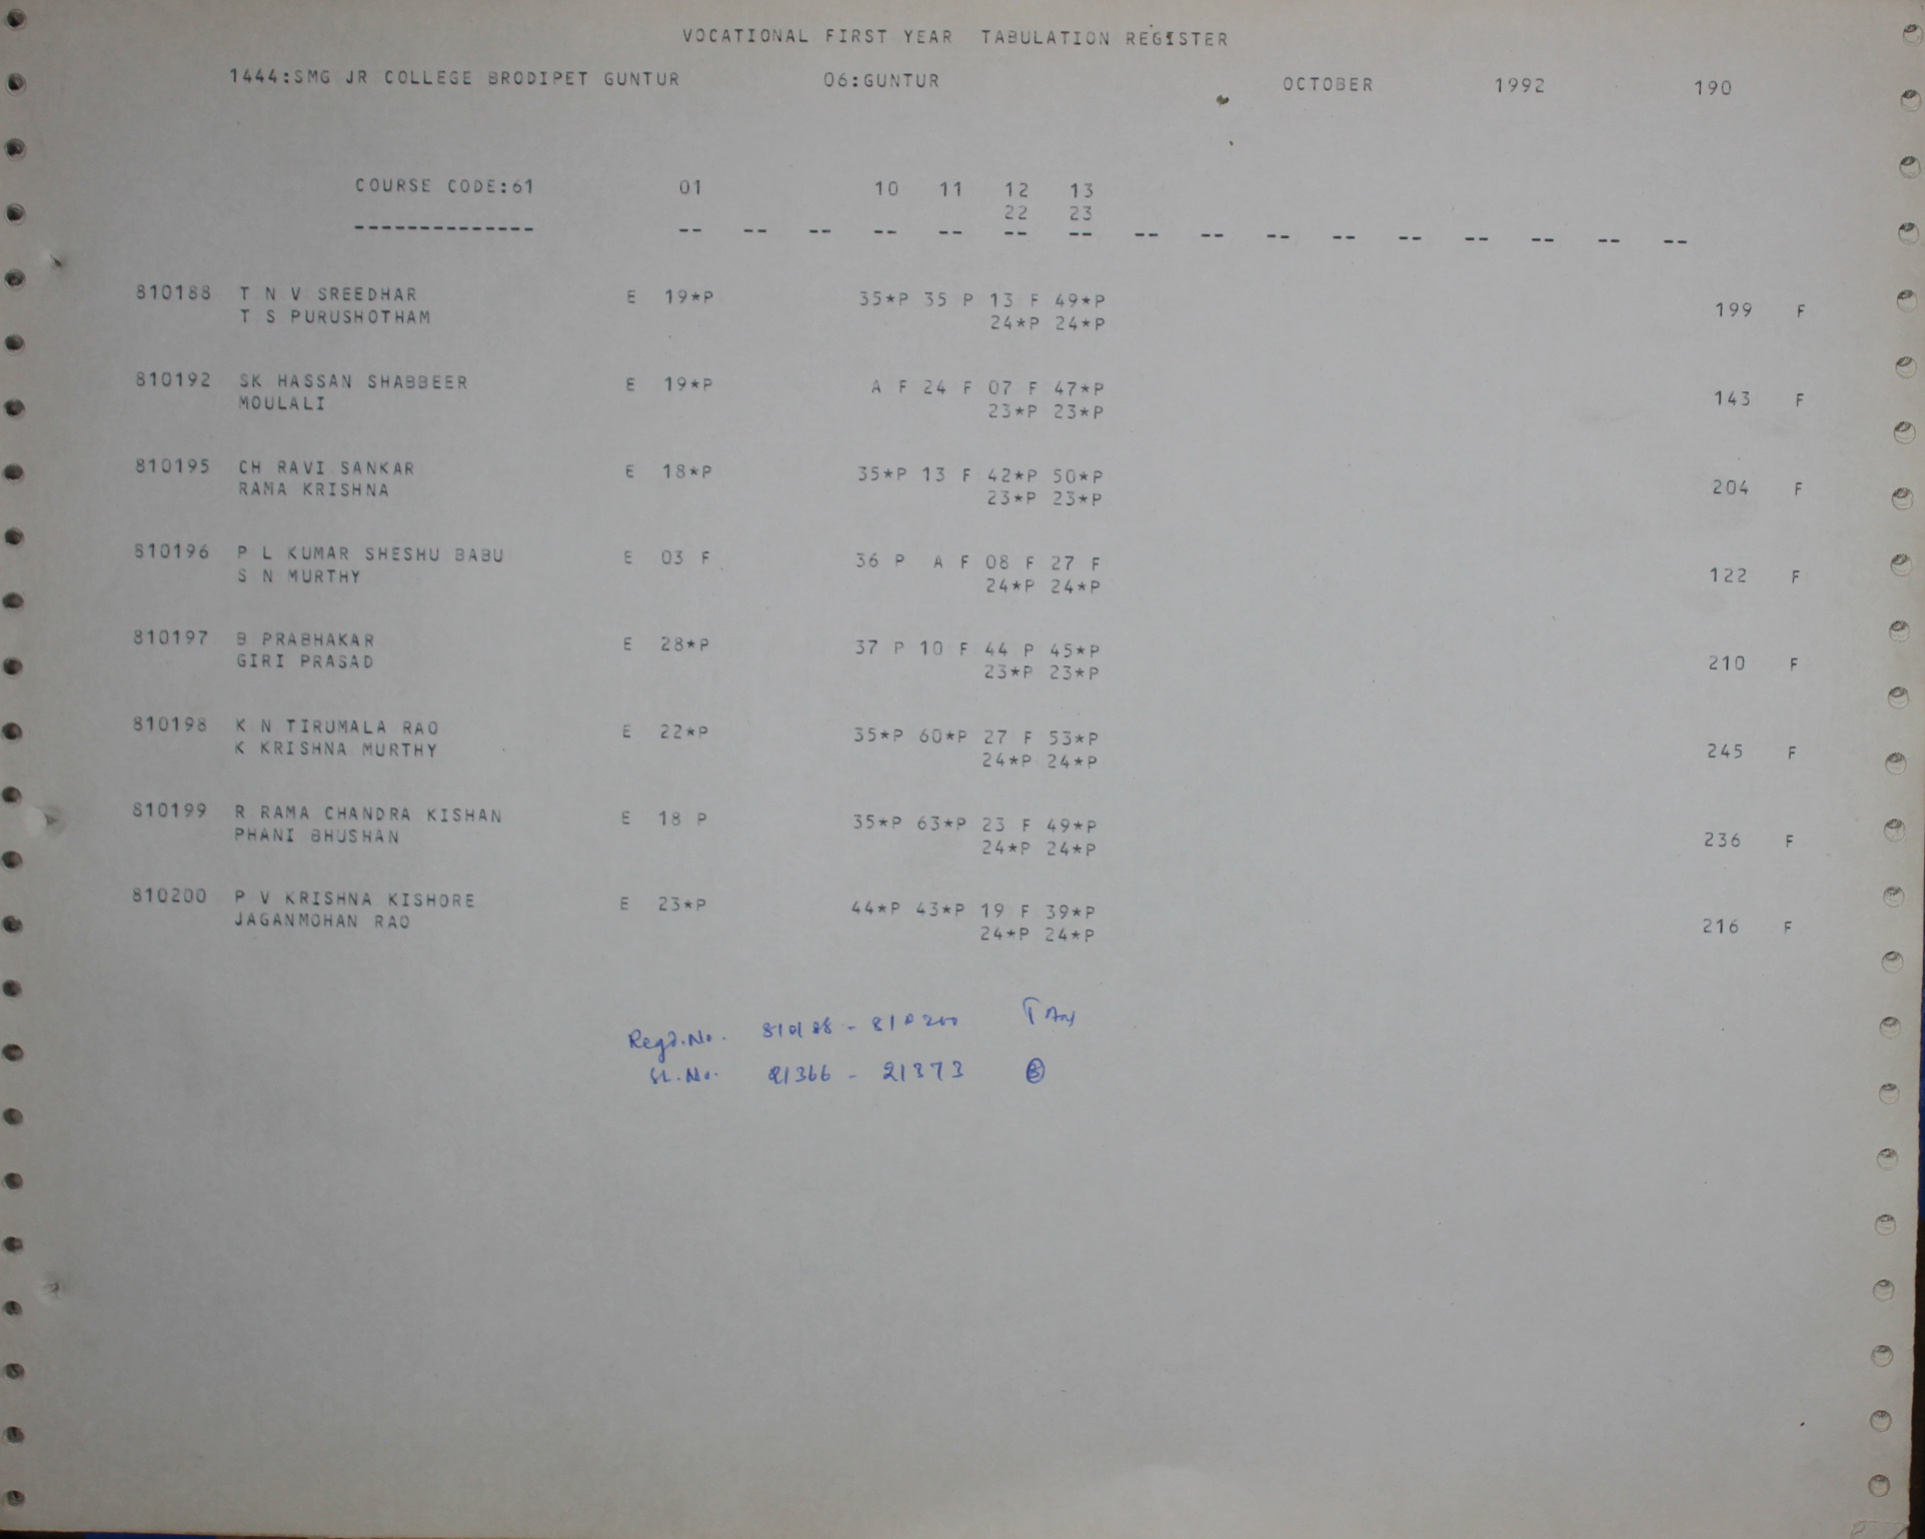 VOCATIONAL FIRST YEAR TABULATION REGISTER
1444:SMG JR COLLEGE BRODIPET GUNTUR 06:GUNTUR OCTOBER 1992 190
COURSE CODE:61 01 10 11 12 13
22 23
-------------- -- -- -- -- -- -- -- -- -- -- -- -- -- -- -- --
810188 T N V SREEDHAR E 19*P 35*P 35 P 13 F 49*P
T S PURUSHOTHAM 24*P 24*P 199 F
810192 SK HASSAN SHABBEER E 19*P A F 24 F 07 F 47*P
MOULALI 23*P 23*P 143 F
810195 CH RAVI SANKAR E 18*P 35*P 13 F 42*P 50*P
RAMA KRISHNA 23*P 23*P 204 F
810196 P L KUMAR SHESHU BABU E 03 F 36 P A F 08 F 27 F
S N MURTHY 24*P 24*P 122 F
810197 B PRABHAKAR E 28*P 37 P 10 F 44 P 45*P
GIRI PRASAD 23*P 23*P 210 F
810198 K N TIRUMALA RAO E 22*P 35*P 60*P 27 F 53*P
K KRISHNA MURTHY 24*P 24*P 245 F
810199 R RAMA CHANDRA KISHAN E 18 P 35*P 63*P 23 F 49*P
PHANI BHUSHAN 24*P 24*P 236 F
810200 P V KRISHNA KISHORE E 23*P 44*P 43*P 19 F 39*P
JAGANMOHAN RAO 24*P 24*P 216 F
Regd.No. 810188 - 810200
SL.No. 21366 - 21373 8